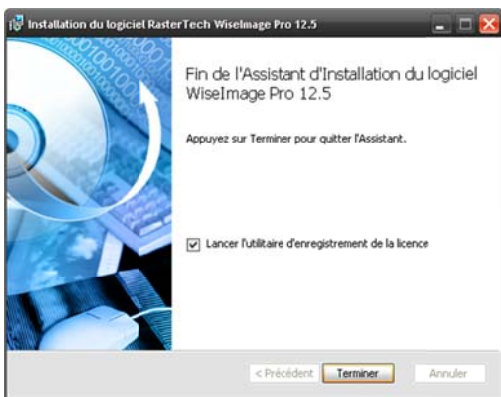 Installation du logiciel RasterTech WiseImage Pro 12.5
Fin de l'Assistant d'Installation du logiciel
WiseImage Pro 12.5
Appuyez sur Terminer pour quitter l'Assistant.
Lancer l'utilitaire d'enregistrement de la licence
< Précédent Terminer Annuler